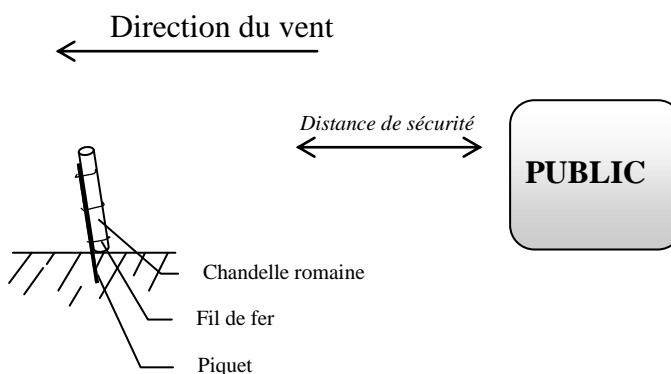 Direction du vent
Distance de sécurité
PUBLIC
Chandelle romaine
Fil de fer
Piquet